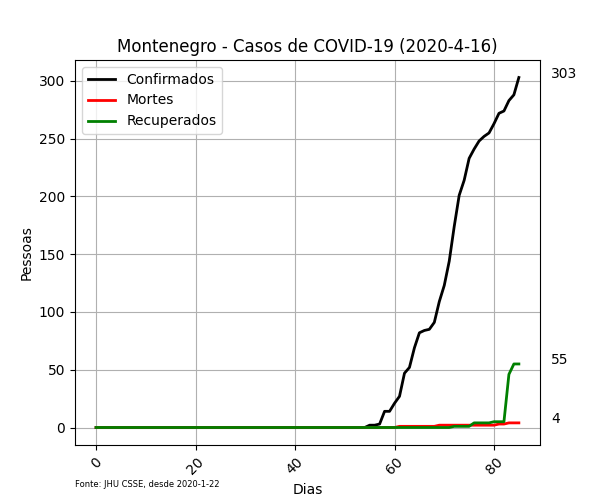 Montenegro - Casos de COVID-19 (2020-4-16)
Confirmados
Mortes
Recuperados
303
55
4
300
250
200
150
100
50
0
Pessoas
0
20
40
60
80
Dias
Fonte: JHU CSSE, desde 2020-1-22